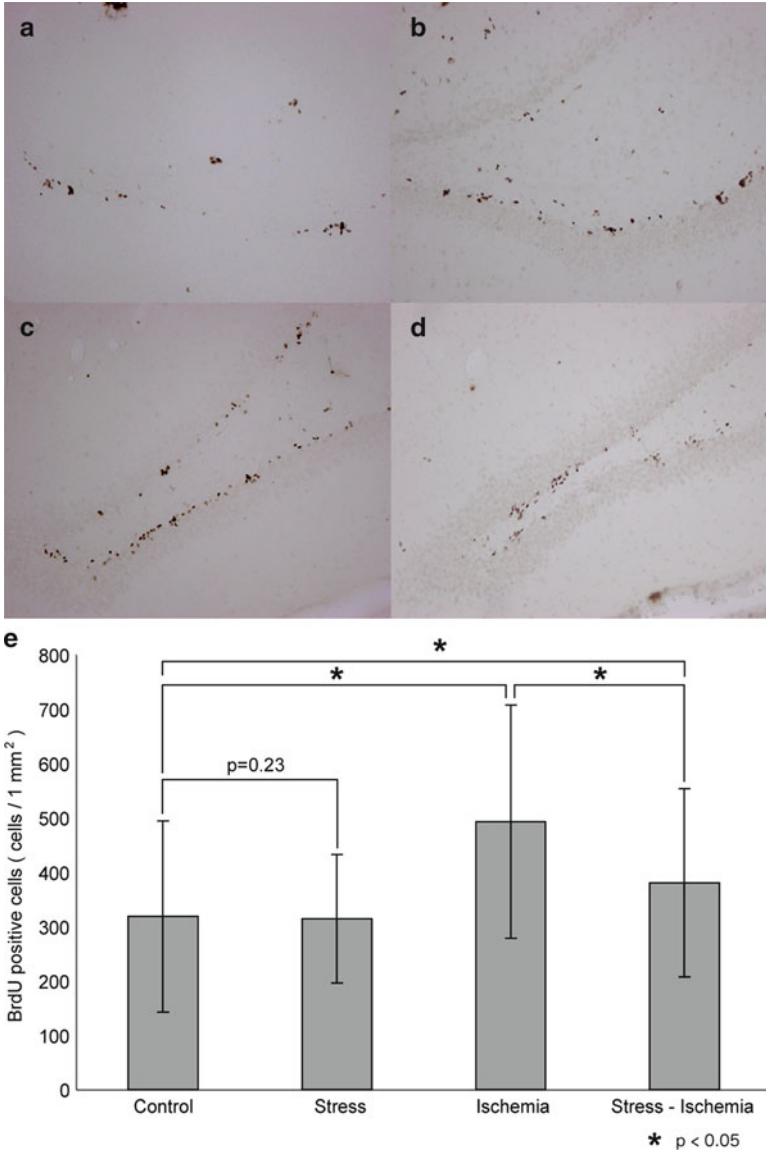 a
b
c
d
e
800
700
600
500
400
300
200
100
0
BrdU positive cells ( cells / 1 mm²)
*
*
*
p=0.23
Control
Stress
Ischemia
Stress - Ischemia
* p < 0.05